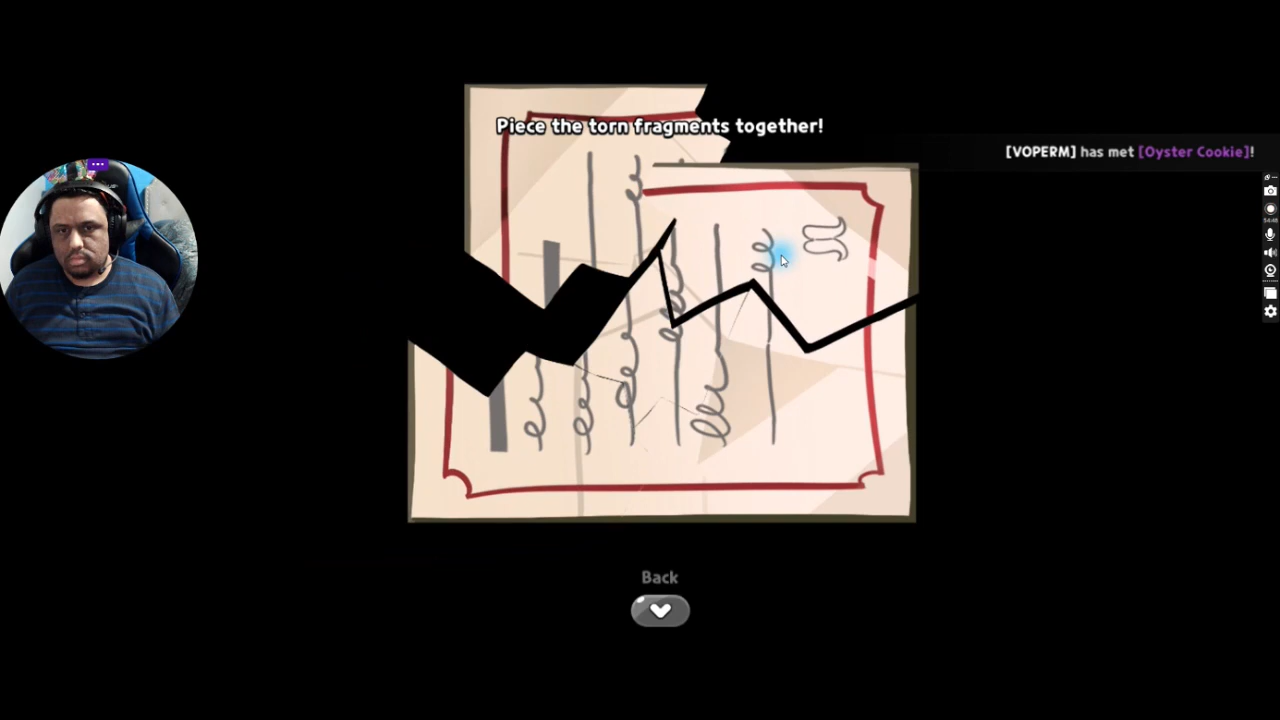 Piece the torn fragments together!
[VOPERM] has met [Oyster Cookie]!
Back